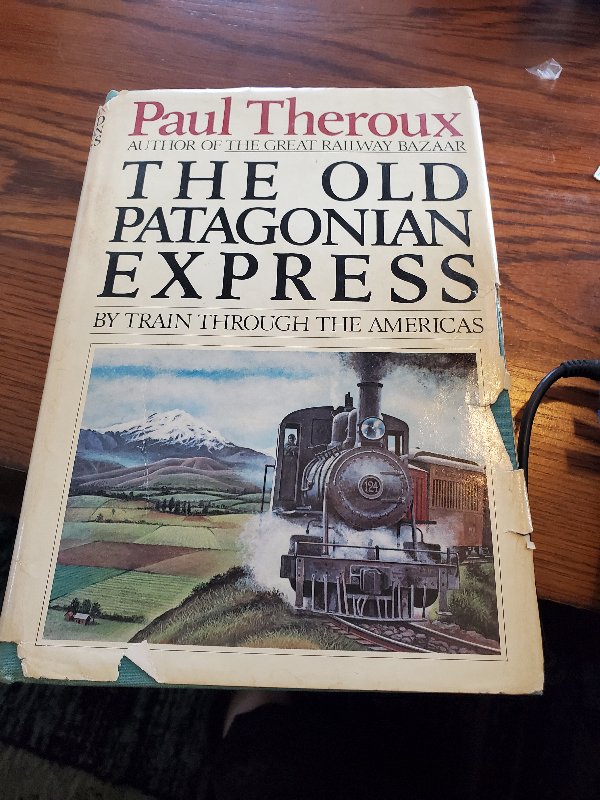 Paul Theroux
AUTHOR OF THE GREAT RAILWAY BAZAAR
THE OLD
PATAGONIAN
EXPRESS
BY TRAIN THROUGH THE AMERICAS
124